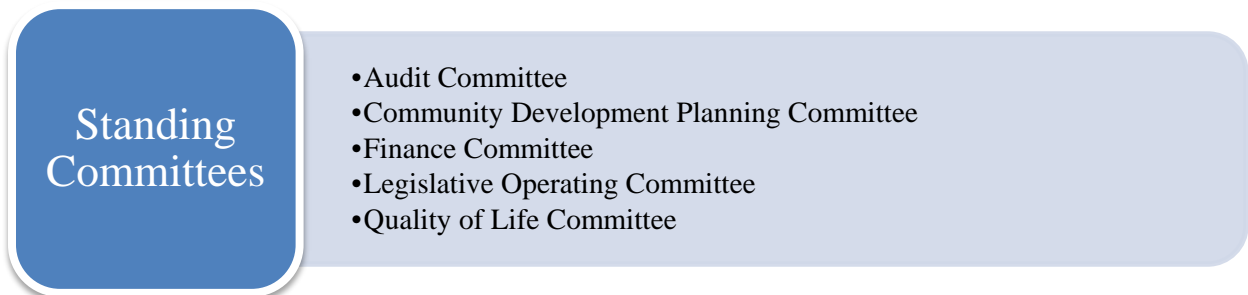 Standing
Committees
•Audit Committee
•Community Development Planning Committee
•Finance Committee
•Legislative Operating Committee
•Quality of Life Committee